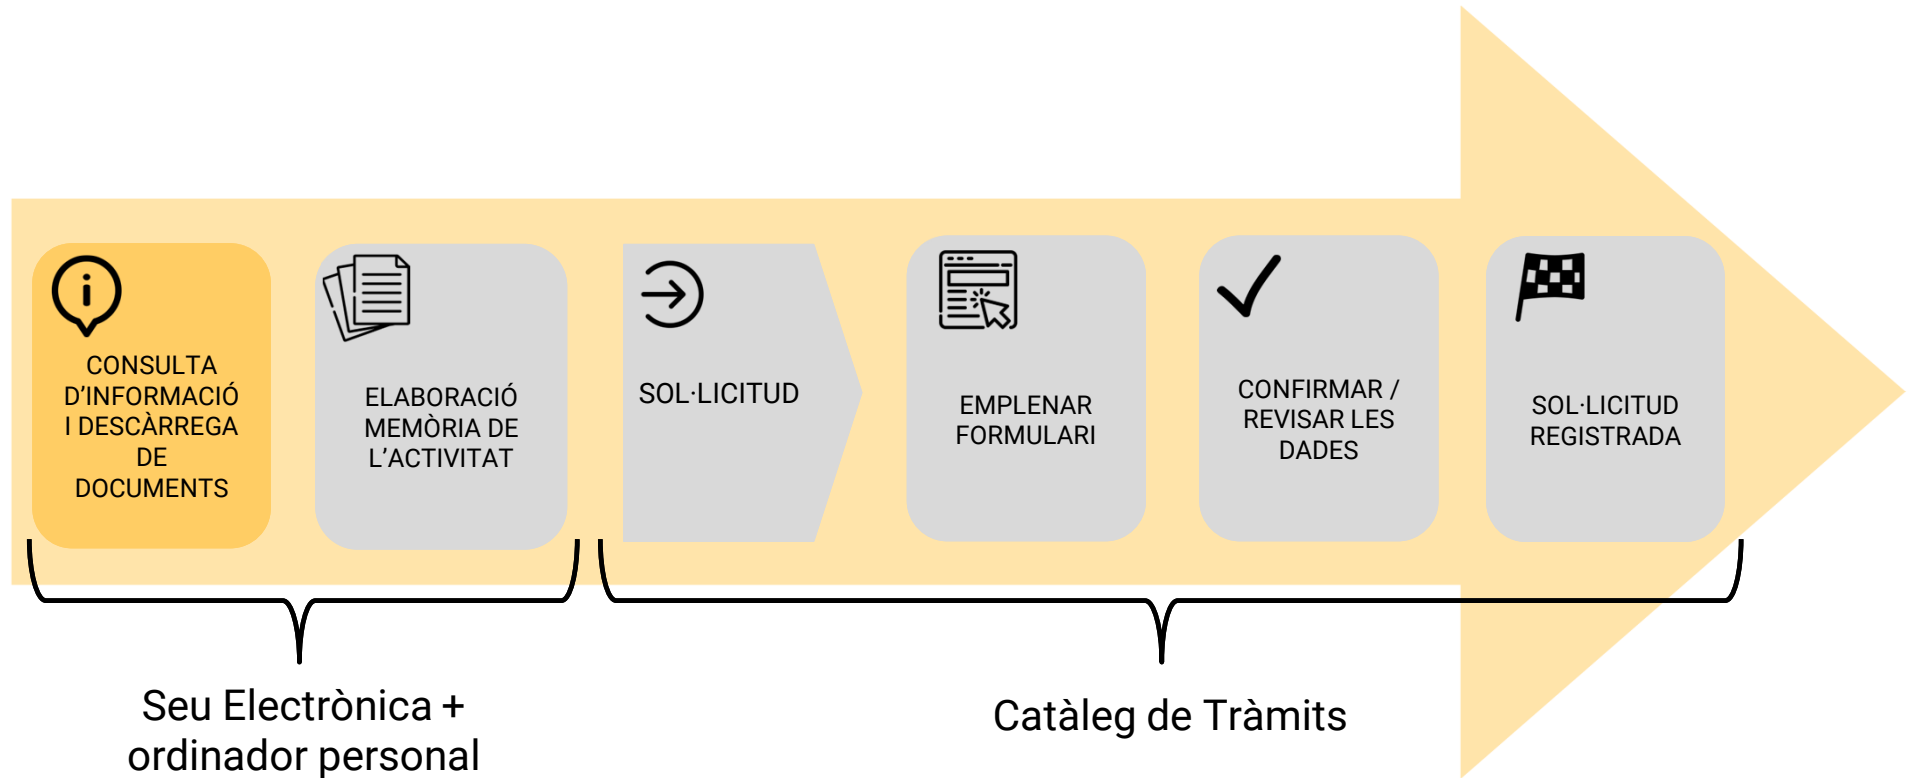 CONSULTA
D’INFORMACIÓ
I DESCÀRREGA
DE
DOCUMENTS
ELABORACIÓ
MEMÒRIA DE
L’ACTIVITAT
SOL·LICITUD
EMPLENAR
FORMULARI
CONFIRMAR /
REVISAR LES
DADES
SOL·LICITUD
REGISTRADA
Seu Electrònica +
ordinador personal
Catàleg de Tràmits